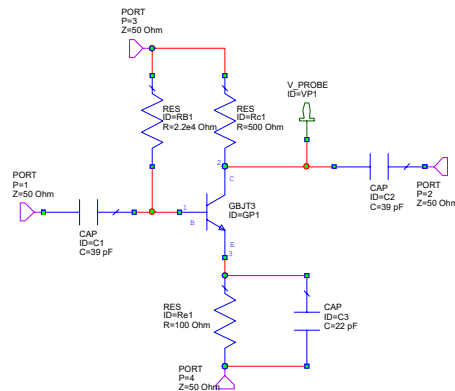 PORT
P=3
Z=50 Ohm
V_PROBE
ID=VP1
RES
ID=RB1
R=2.2e4 Ohm
RES
ID=Rc1
R=500 Ohm
2
C
PORT
P=1
Z=50 Ohm
1
B
GBJT3
ID=GP1
CAP
ID=C2
C=39 pF
PORT
P=2
Z=50 Ohm
CAP
ID=C1
C=39 pF
E
3
RES
ID=Re1
R=100 Ohm
CAP
ID=C3
C=22 pF
PORT
P=4
Z=50 Ohm